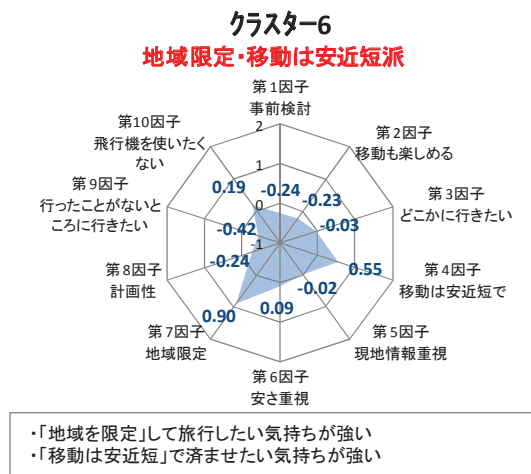 クラスター6
地域限定・移動は安近短派
第1因子
事前検討
第2因子
移動も楽しめる
第3因子
どこかに行きたい
第4因子
移動は安近短で
第5因子
現地情報重視
第6因子
安さ重視
第7因子
地域限定
第8因子
計画性
第9因子
行ったことがないと
ころに行きたい
第10因子
飛行機を使いたく
ない
2
1
0
-1
-0.24
-0.23
-0.03
0.55
-0.02
0.09
0.90
-0.24
-0.42
0.19
・「地域を限定」して旅行したい気持ちが強い
・「移動は安近短」で済ませたい気持ちが強い